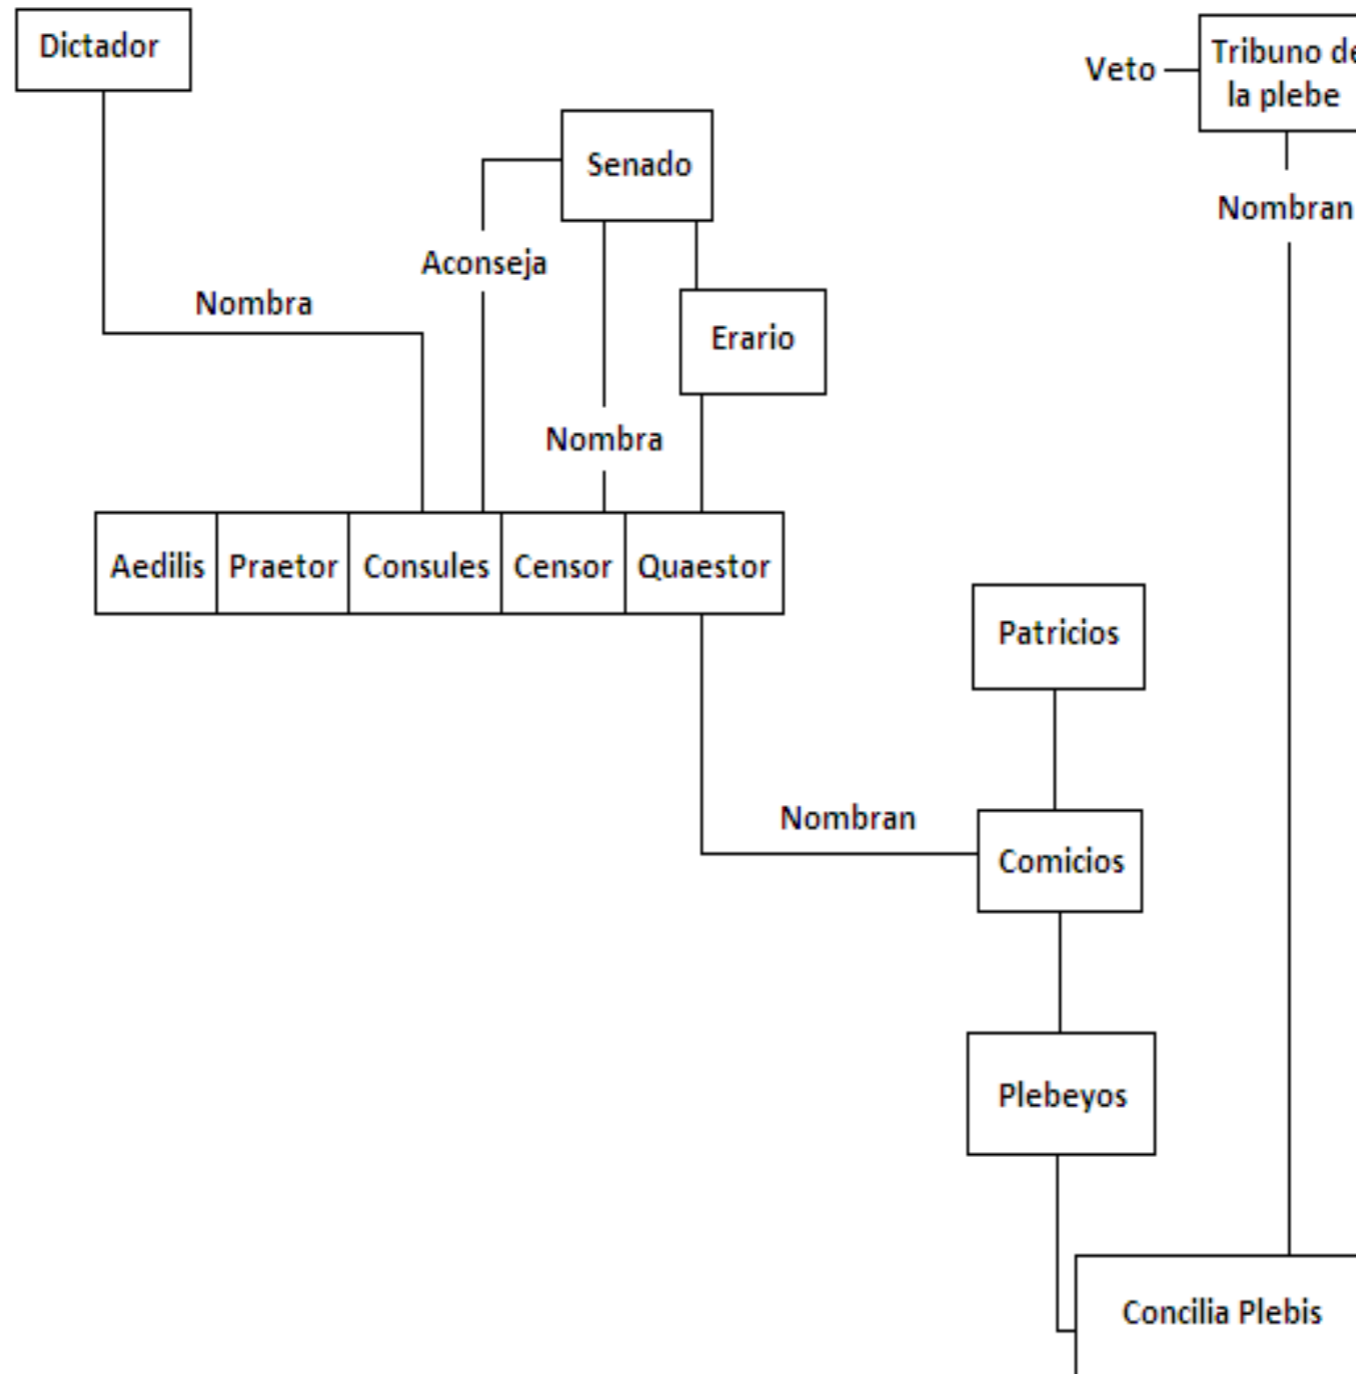 Dictador
Veto
Tribuno de
la plebe
Senado
Nombran
Aconseja
Nombra
Erario
Nombra
Aedilis
Praetor
Consules
Censor
Quaestor
Patricios
Nombran
Comicios
Plebeyos
Concilia Plebis